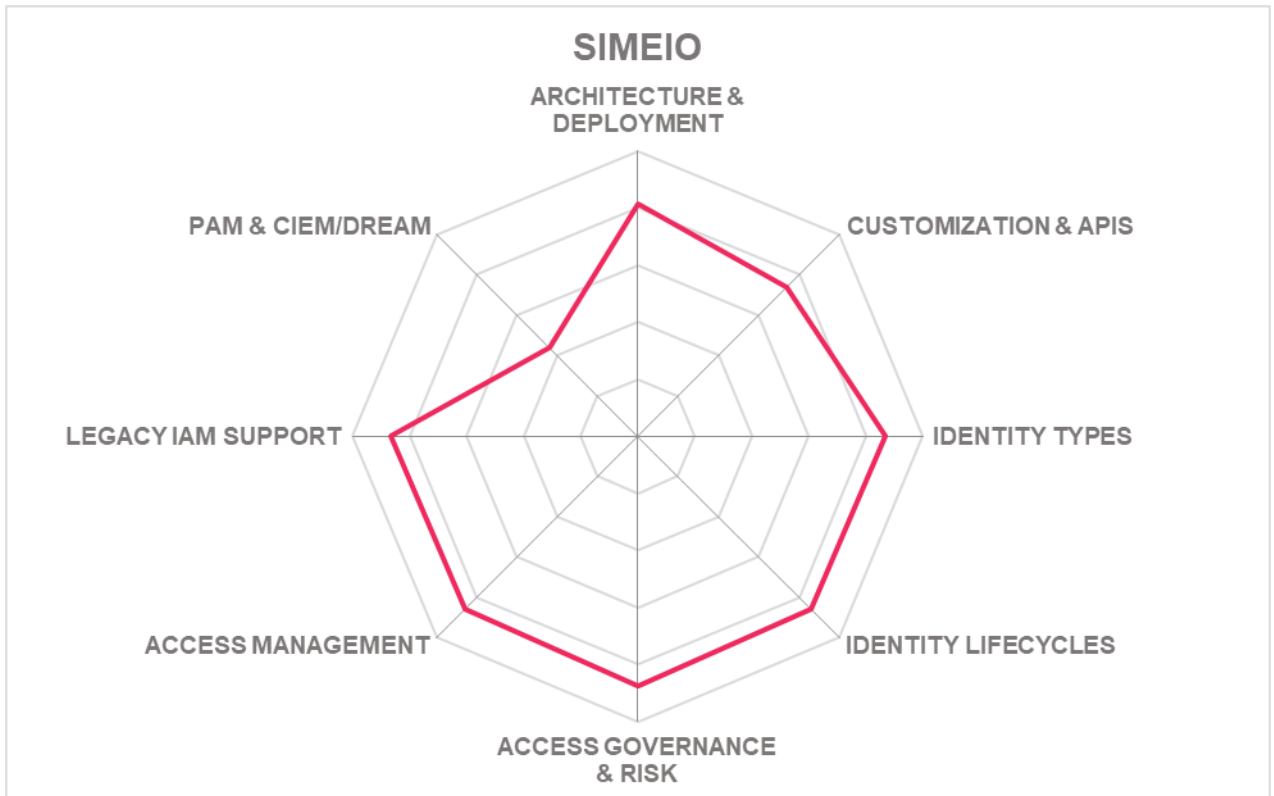 SIMEIO
ARCHITECTURE &
DEPLOYMENT
PAM & CIEM/DREAM
CUSTOMIZATION & APIS
LEGACY IAM SUPPORT
IDENTITY TYPES
ACCESS MANAGEMENT
IDENTITY LIFECYCLES
ACCESS GOVERNANCE
& RISK